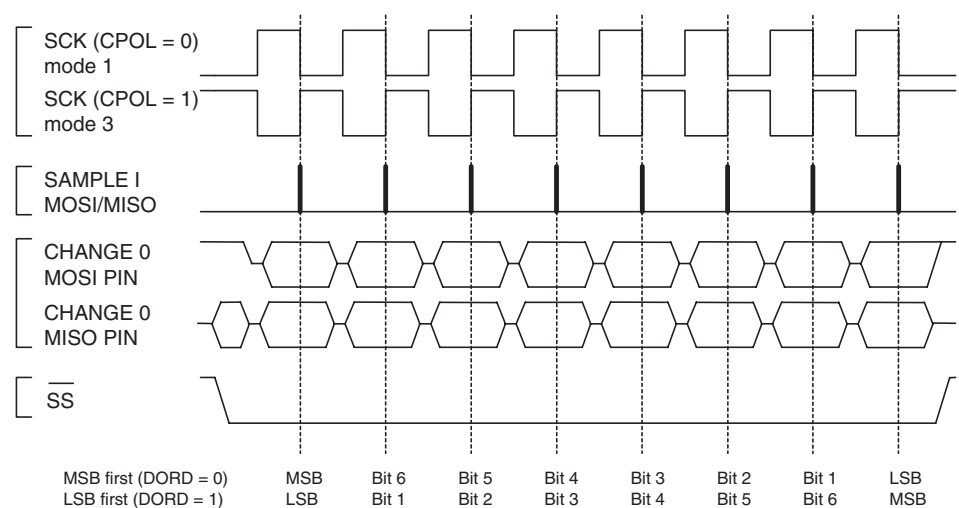 SCK (CPOL = 0)
mode 1
SCK (CPOL = 1)
mode 3
SAMPLE I
MOSI/MISO
CHANGE 0
MOSI PIN
CHANGE 0
MISO PIN
SS
MSB first (DORD = 0) MSB Bit 6 Bit 5 Bit 4 Bit 3 Bit 2 Bit 1 LSB
LSB first (DORD = 1) LSB Bit 1 Bit 2 Bit 3 Bit 4 Bit 5 Bit 6 MSB